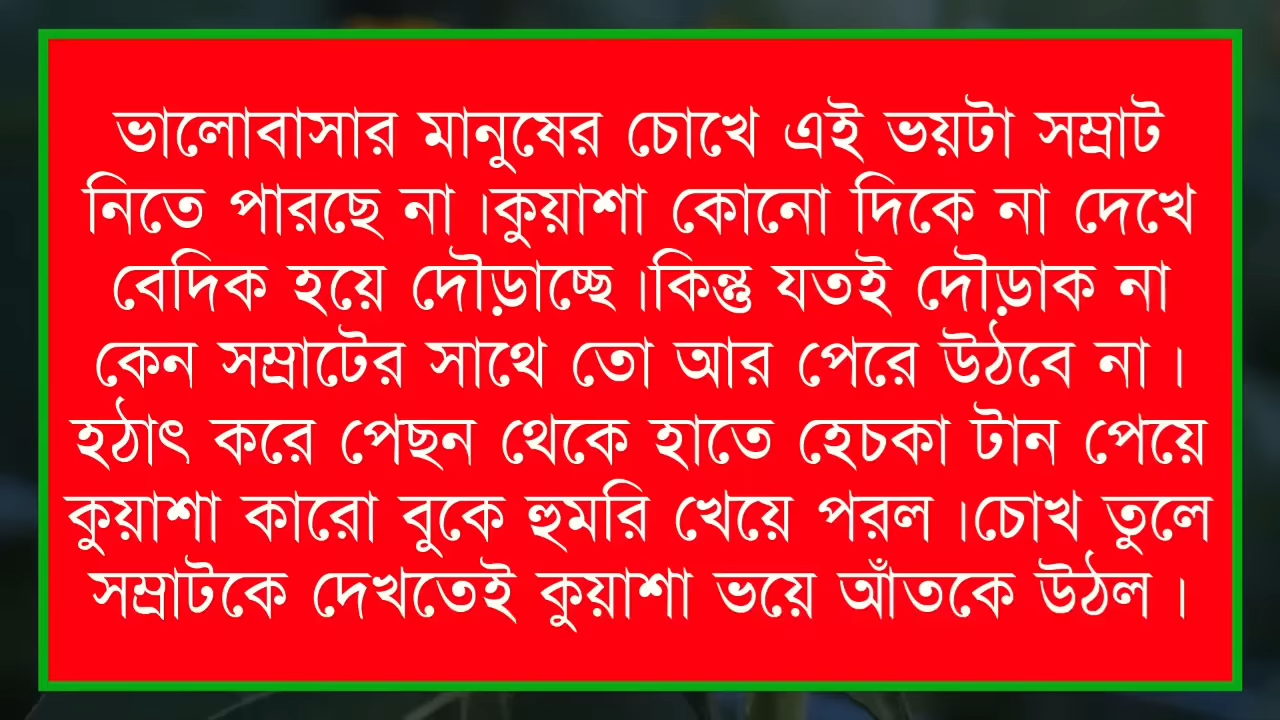 ভালোবাসার মানুষের চোখে এই ভয়টা সম্রাট
নিতে পারছে না।কুয়াশা কোনো দিকে না দেখে
বেদিক হয়ে দৌড়াচ্ছে।কিন্তু যতই দৌড়াক না
কেন সম্রাটের সাথে তো আর পেরে উঠবে না।
হঠাৎ করে পেছন থেকে হাতে হেচকা টান পেয়ে
কুয়াশা কারো বুকে হুমরি খেয়ে পরল।চোখ তুলে
সম্রাটকে দেখতেই কুয়াশা ভয়ে আঁতকে উঠল।